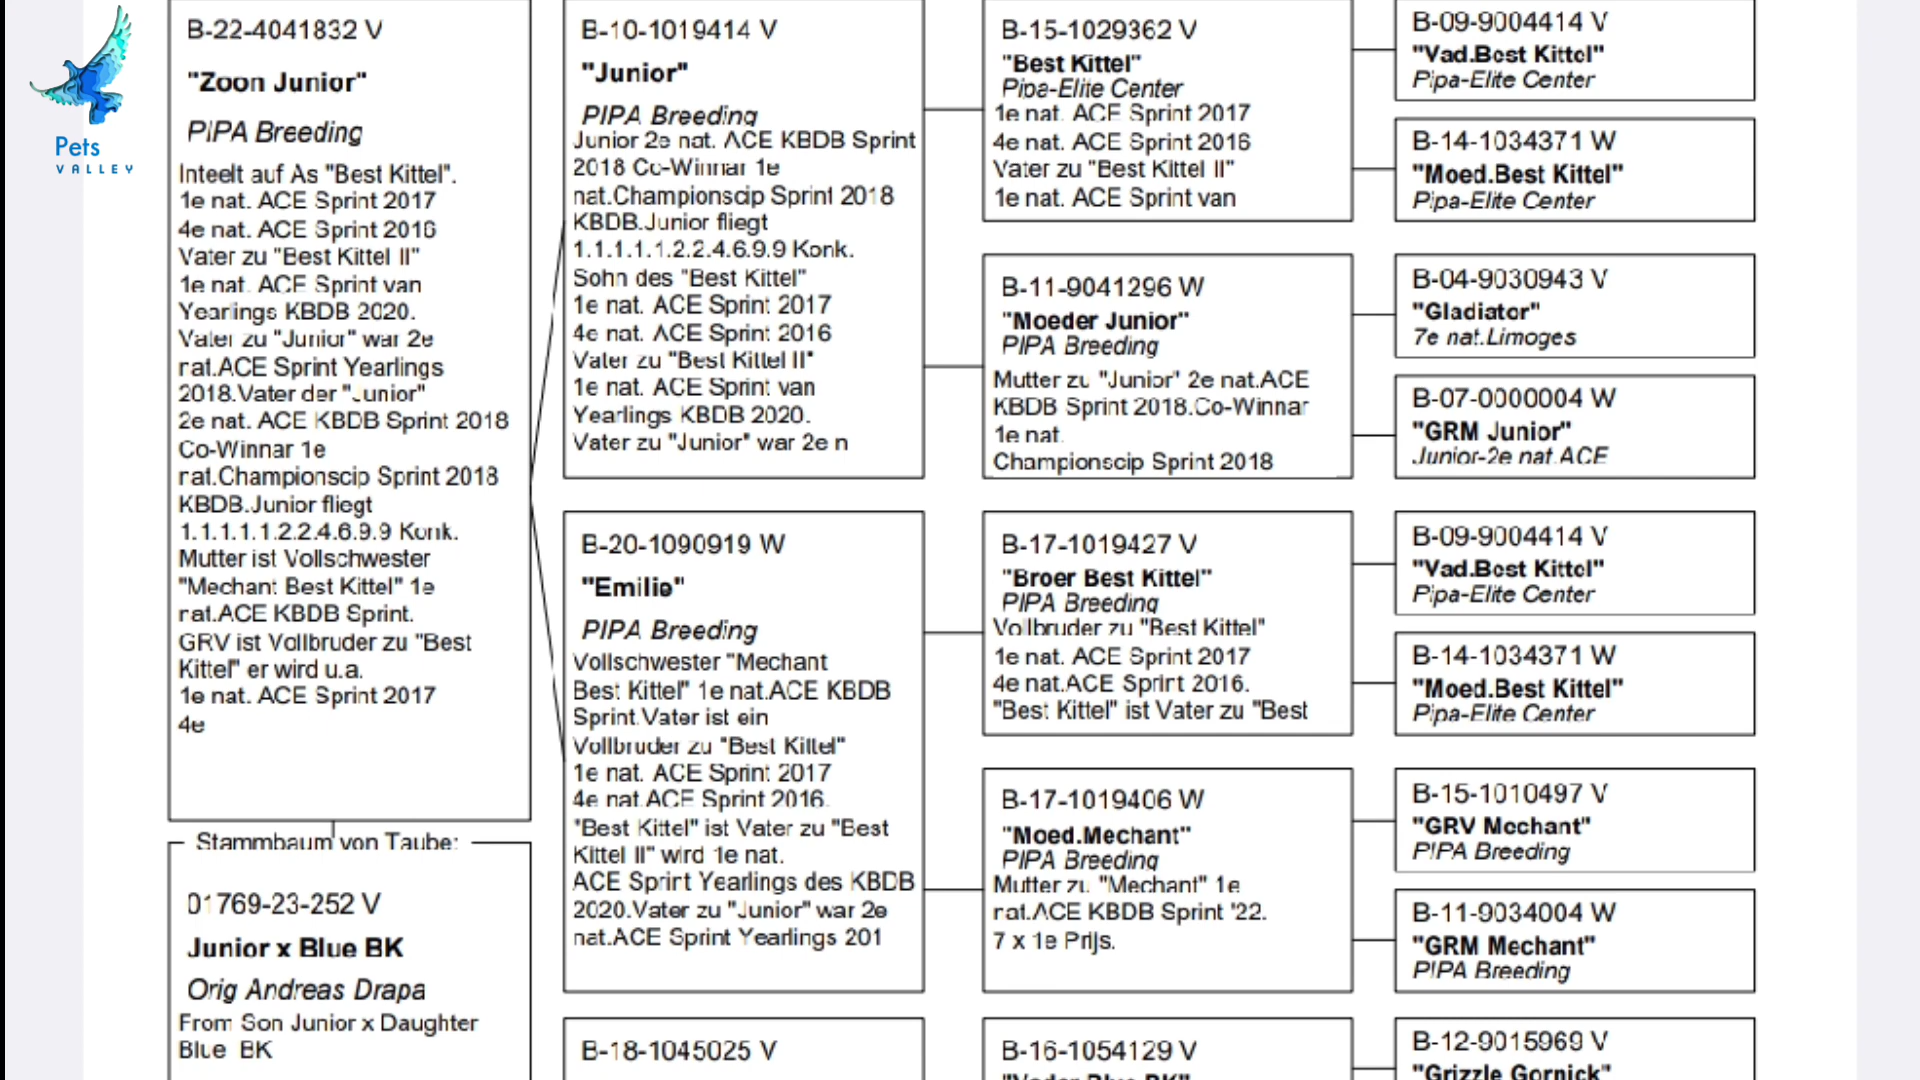 Pets
VALLEY
B-22-4041832 V
"Zoon Junior"
PIPA Breeding
Inteelt auf As "Best Kittel".
1e nat. ACE Sprint 2017
4e nat. ACE Sprint 2016
Vater zu "Best Kittel II"
1e nat. ACE Sprint van
Yearlings KBDB 2020.
Vater zu "Junior" war 2e
nat.ACE Sprint Yearlings
2018.Vater der "Junior"
2e nat. ACE KBDB Sprint 2018
Co-Winnar 1e
nat.Championscip Sprint 2018
KBDB.Junior fliegt
1.1.1.1.1.2.2.4.6.9.9 Konk.
Mutter ist Vollschwester
"Mechant Best Kittel" 1e
nat.ACE KBDB Sprint.
GRV ist Vollbruder zu "Best
Kittel" er wird u.a.
1e nat. ACE Sprint 2017
4e
Stammbaum von Taube:
01769-23-252 V
Junior x Blue BK
Orig Andreas Drapa
From Son Junior x Daughter
Blue BK
B-10-1019414 V
"Junior"
PIPA Breeding
Junior 2e nat. ACE KBDB Sprint
2018 Co-Winnar 1e
nat.Championscip Sprint 2018
KBDB.Junior fliegt
1.1.1.1.1.2.2.4.6.9.9 Konk.
Sohn des "Best Kittel"
1e nat. ACE Sprint 2017
4e nat. ACE Sprint 2016
Vater zu "Best Kittel II"
1e nat. ACE Sprint van
Yearlings KBDB 2020.
Vater zu "Junior" war 2e n
B-20-1090919 W
"Emilie"
PIPA Breeding
Vollschwester "Mechant
Best Kittel" 1e nat.ACE KBDB
Sprint.Vater ist ein
Vollbruder zu "Best Kittel"
1e nat. ACE Sprint 2017
4e nat.ACE Sprint 2016.
"Best Kittel" ist Vater zu "Best
Kittel II" wird 1e nat.
ACE Sprint Yearlings des KBDB
2020.Vater zu "Junior" war 2e
nat.ACE Sprint Yearlings 201
B-18-1045025 V
B-15-1029362 V
"Best Kittel"
Pipa-Elite Center
1e nat. ACE Sprint 2017
4e nat. ACE Sprint 2016
Vater zu "Best Kittel II"
1e nat. ACE Sprint van
B-11-9041296 W
"Moeder Junior"
PIPA Breeding
Mutter zu "Junior" 2e nat.ACE
KBDB Sprint 2018.Co-Winnar
1e nat.
Championscip Sprint 2018
B-17-1019427 V
"Broer Best Kittel"
PIPA Breeding
Vollbruder zu "Best Kittel"
1e nat. ACE Sprint 2017
4e nat.ACE Sprint 2016.
"Best Kittel" ist Vater zu "Best
B-17-1019406 W
"Moed.Mechant"
PIPA Breeding
Mutter zu "Mechant" 1e
nat.ACE KBDB Sprint '22.
7 x 1e Prijs.
B-16-1054129 V
"Vader Blue BK"
B-09-9004414 V
"Vad.Best Kittel"
Pipa-Elite Center
B-14-1034371 W
"Moed.Best Kittel"
Pipa-Elite Center
B-04-9030943 V
"Gladiator"
7e nat.Limoges
B-07-0000004 W
"GRM Junior"
Junior-2e nat.ACE
B-09-9004414 V
"Vad.Best Kittel"
Pipa-Elite Center
B-14-1034371 W
"Moed.Best Kittel"
Pipa-Elite Center
B-15-1010497 V
"GRV Mechant"
PIPA Breeding
B-11-9034004 W
"GRM Mechant"
PIPA Breeding
B-12-9015969 V
"Grizzle Gornick"